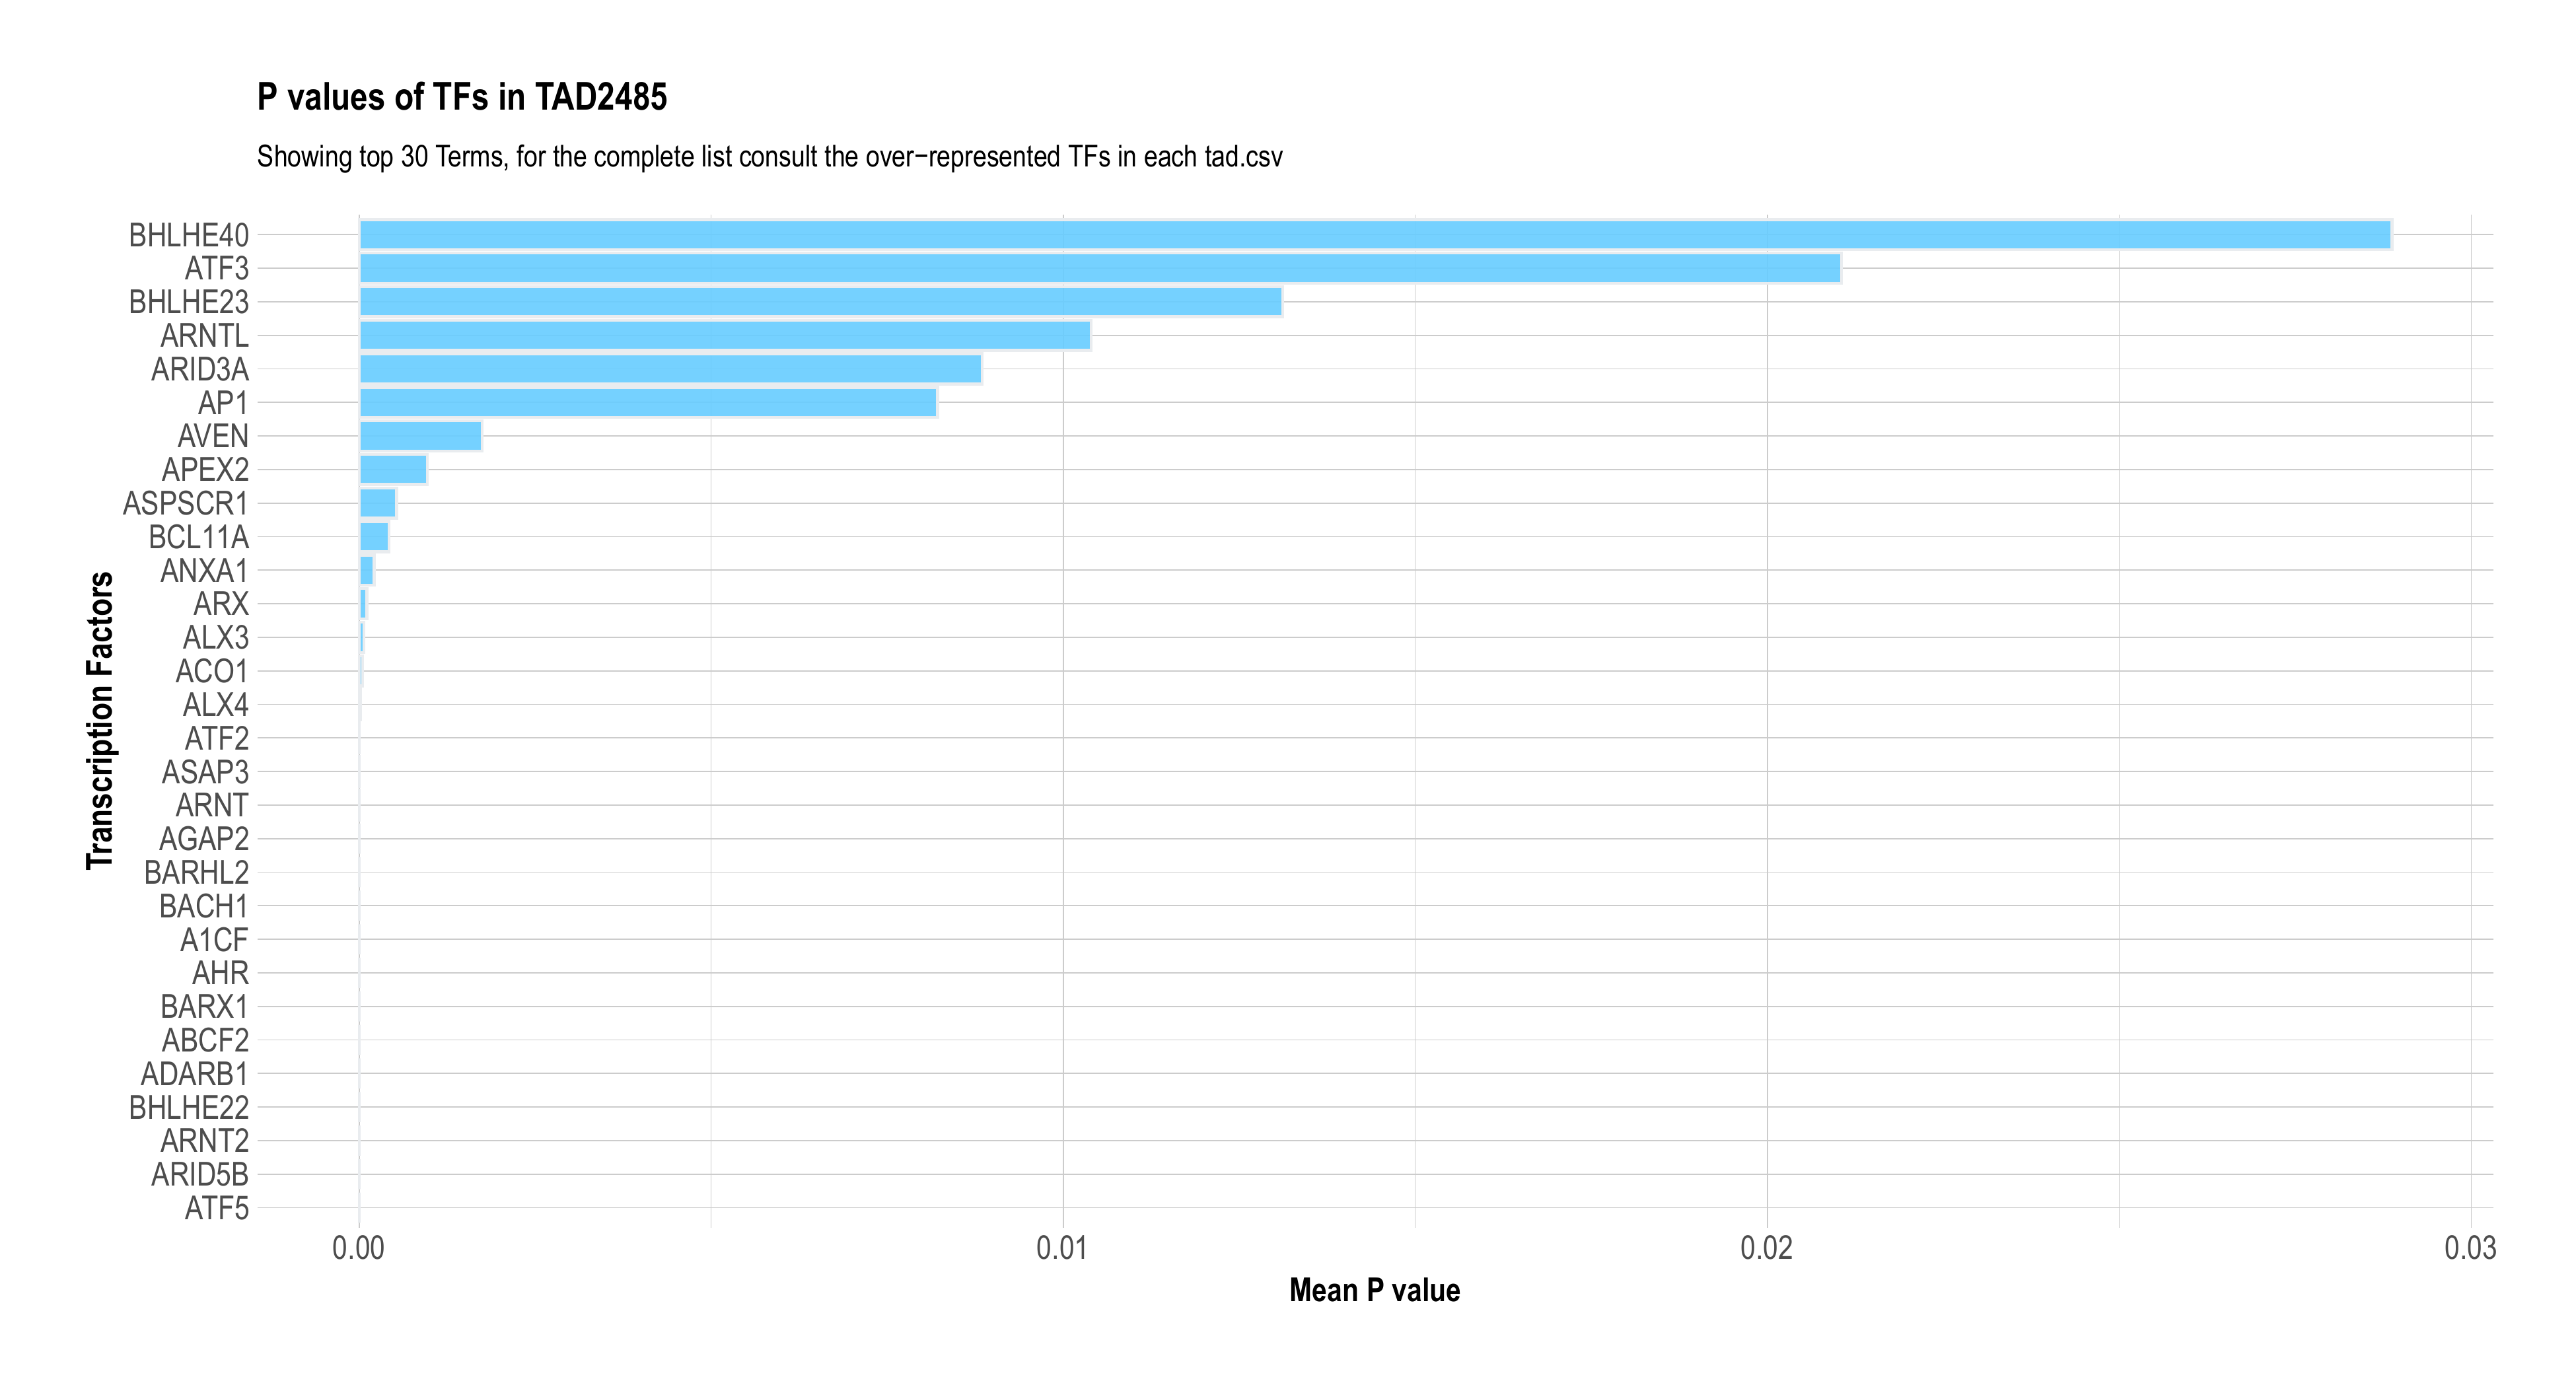 P values of TFs in TAD2485
Showing top 30 Terms, for the complete list consult the over−represented TFs in each tad.csv
Transcription Factors
BHLHE40
ATF3
BHLHE23
ARNTL
ARID3A
AP1
AVEN
APEX2
ASPSCR1
BCL11A
ANXA1
ARX
ALX3
ACO1
ALX4
ATF2
ASAP3
ARNT
AGAP2
BARHL2
BACH1
A1CF
AHR
BARX1
ABCF2
ADARB1
BHLHE22
ARNT2
ARID5B
ATF5
0.00 0.01 0.02 0.03
Mean P value